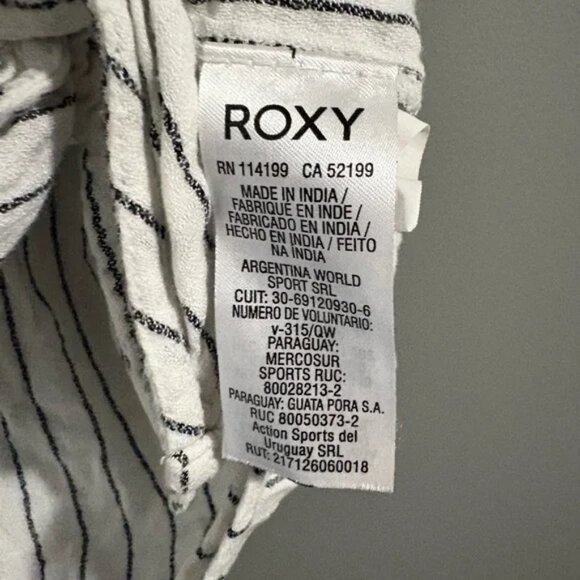 ROXY
RN 114199 CA 52199
MADE IN INDIA /
FABRIQUE EN INDE /
FABRICADO EN INDIA /
HECHO EN INDIA / FEITO
NA INDIA
ARGENTINA WORLD
SPORT SRL
CUIT: 30-69120930-6
NUMERO DE VOLUNTARIO:
v-315/QW
PARAGUAY:
MERCOSUR
SPORTS RUC:
80028213-2
PARAGUAY: GUATA PORA S.A.
RUC 80050373-2
Action Sports del
Uruguay SRL
RUT: 217126060018